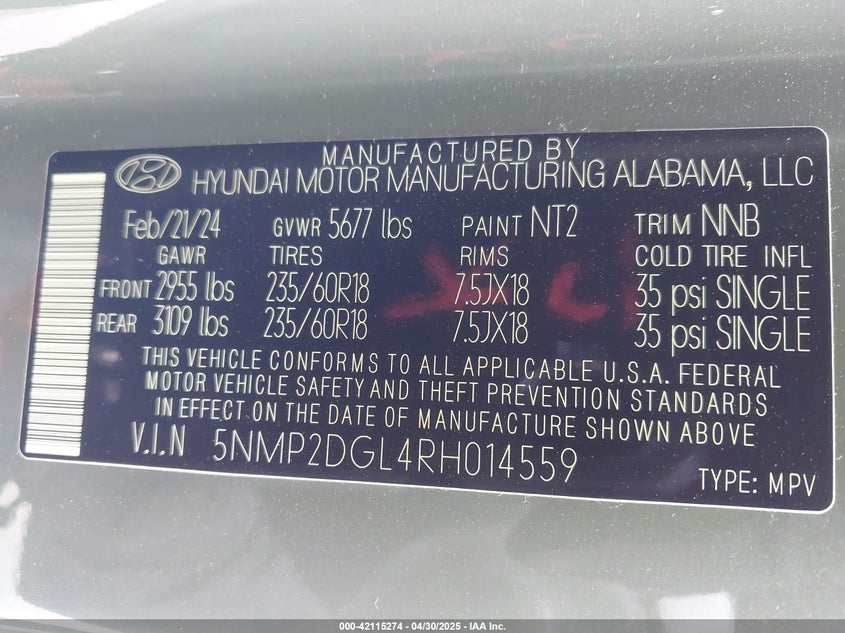 MANUFACTURED BY
HYUNDAI MOTOR MANUFACTURING ALABAMA, LLC
Feb/21/24 GVWR 5677 lbs PAINT NT2 TRIM NNB
GAWR TIRES RIMS COLD TIRE INFL
FRONT 2955 lbs 235/60R18 7.5JX18 35 psi SINGLE
REAR 3109 lbs 235/60R18 7.5JX18 35 psi SINGLE
THIS VEHICLE CONFORMS TO ALL APPLICABLE U.S.A. FEDERAL
MOTOR VEHICLE SAFETY AND THEFT PREVENTION STANDARDS
IN EFFECT ON THE DATE OF MANUFACTURE SHOWN ABOVE
V.I.N 5NMP2DGL4RH014559
TYPE: MPV
000-42115274 - 04/30/2025 - IAA Inc.